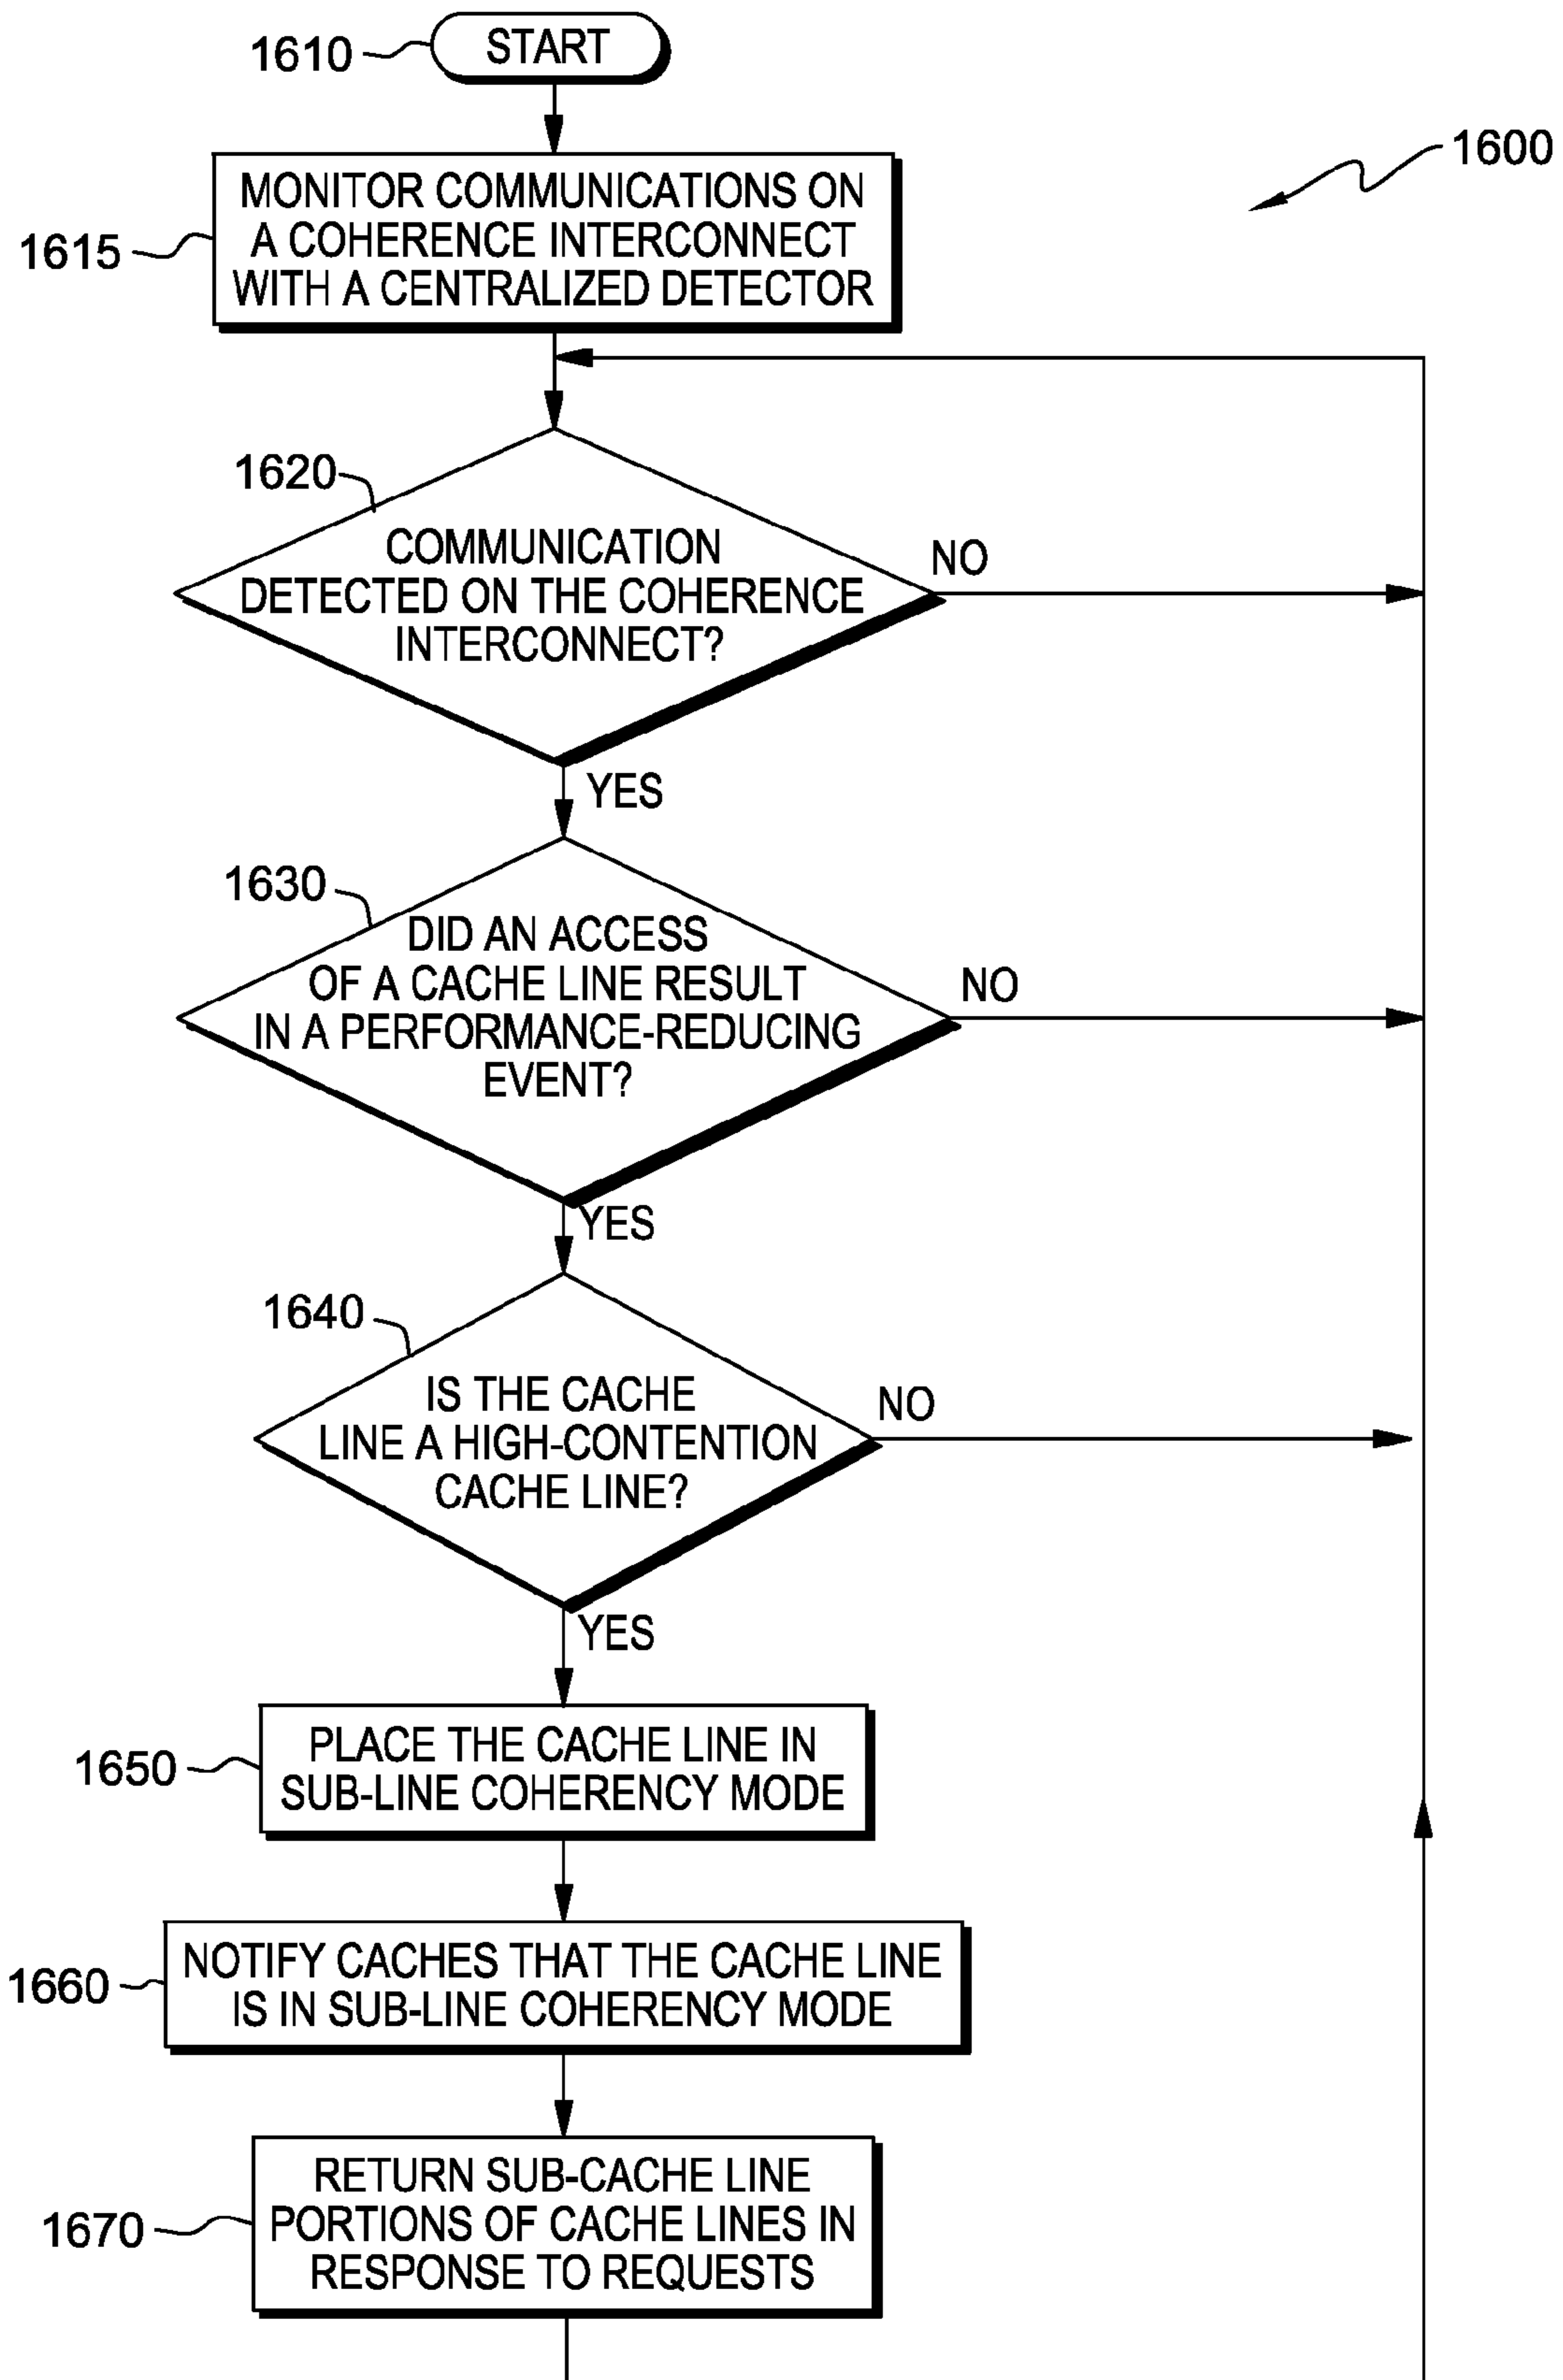 1610
START
1600
MONITOR COMMUNICATIONS ON
A COHERENCE INTERCONNECT
WITH A CENTRALIZED DETECTOR
1615
1620
COMMUNICATION
DETECTED ON THE COHERENCE
INTERCONNECT?
NO
YES
1630
DID AN ACCESS
OF A CACHE LINE RESULT
IN A PERFORMANCE-REDUCING
EVENT?
NO
YES
1640
IS THE CACHE
LINE A HIGH-CONTENTION
CACHE LINE?
NO
YES
1650
PLACE THE CACHE LINE IN
SUB-LINE COHERENCY MODE
1660
NOTIFY CACHES THAT THE CACHE LINE
IS IN SUB-LINE COHERENCY MODE
1670
RETURN SUB-CACHE LINE
PORTIONS OF CACHE LINES IN
RESPONSE TO REQUESTS